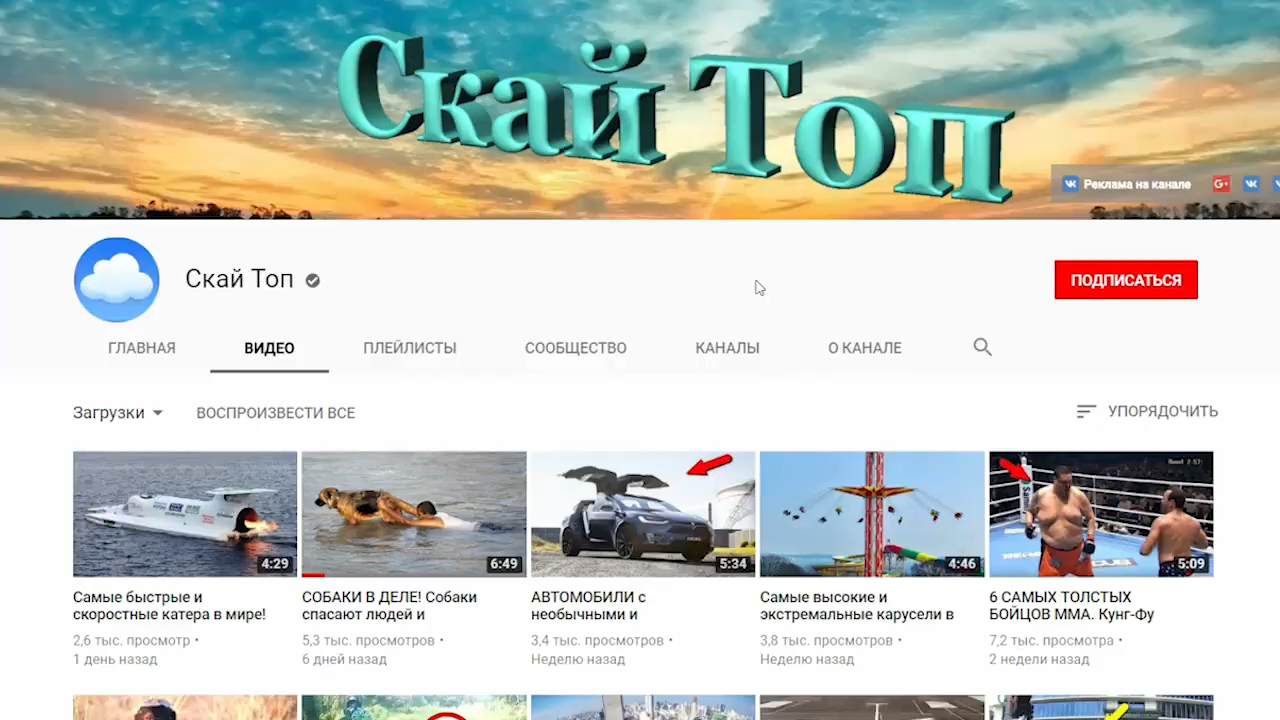 Скай Топ
Реклама на канале
Скай Топ
ПОДПИСАТЬСЯ
ГЛАВНАЯ
ВИДЕО
ПЛЕЙЛИСТЫ
СООБЩЕСТВО
КАНАЛЫ
О КАНАЛЕ
Загрузки
ВОСПРОИЗВЕСТИ ВСЕ
УПОРЯДОЧИТЬ
4:29
6:49
5:34
4:46
5:09
Самые быстрые и
скоростные катера в мире!
2,6 тыс. просмотр •
1 день назад
СОБАКИ В ДЕЛЕ! Собаки
спасают людей и
5,3 тыс. просмотров •
6 дней назад
АВТОМОБИЛИ с
необычными и
3,4 тыс. просмотров •
Неделю назад
Самые высокие и
экстремальные карусели в
3,8 тыс. просмотров •
Неделю назад
6 САМЫХ ТОЛСТЫХ
БОЙЦОВ ММА. Кунг-Фу
7,2 тыс. просмотра •
2 недели назад